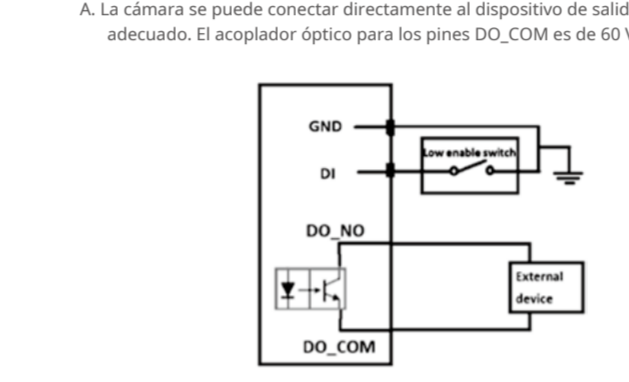 A. La cámara se puede conectar directamente al dispositivo de salid
adecuado. El acoplador óptico para los pines DO_COM es de 60
GND
Low enable switch
DI
DO_NO
External
device
DO_COM